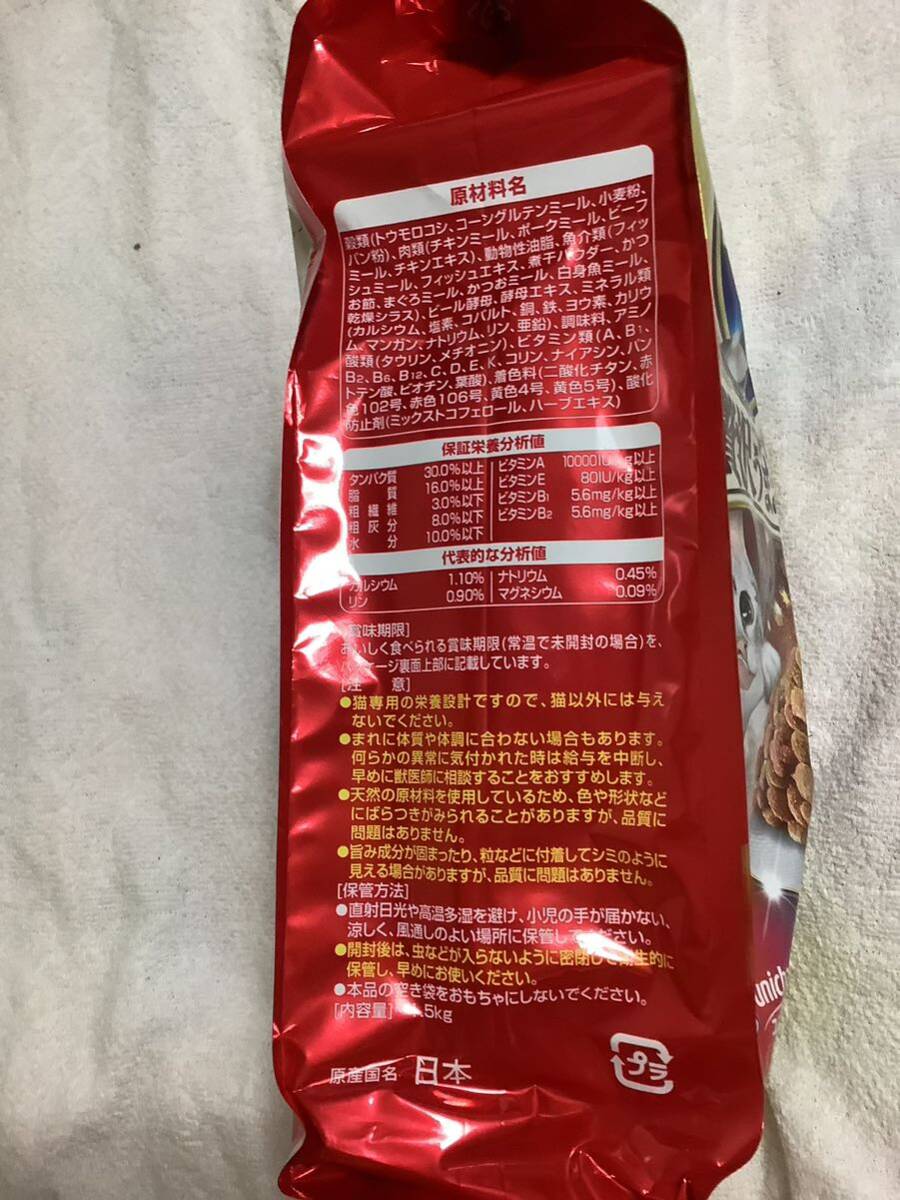 原材料名
穀類(トウモロコシ、コーングルテンミール、小麦粉、
パン粉)、肉類(チキンミール、ポークミール、ビーフ
ミール、チキンエキス)、動物性油脂、魚介類(フィッ
シュミール、フィッシュエキス、煮干パウダー、かつ
お節、まぐろミール、かつおミール、白身魚ミール、
乾燥シラス)、ビール酵母、酵母エキス、ミネラル類
(カルシウム、塩素、コバルト、銅、鉄、ヨウ素、カリウ
ム、マンガン、ナトリウム、リン、亜鉛)、調味料、アミノ
酸類(タウリン、メチオニン)、ビタミン類(A、B1、
B2、B6、B12、C、D、E、K、コリン、ナイアシン、パン
トテン酸、ビオチン、葉酸)、着色料(二酸化チタン、赤
色102号、赤色106号、黄色4号、黄色5号)、酸化
防止剤(ミックストコフェロール、ハーブエキス)
保証栄養分析値
タンパク質 30.0%以上 ビタミンA 10000IU/kg以上
脂質 16.0%以上 ビタミンE 80IU/kg以上
粗繊維 3.0%以下 ビタミンB1 5.6mg/kg以上
粗灰分 8.0%以下 ビタミンB2 5.6mg/kg以上
水分 10.0%以下
代表的な分析値
カルシウム 1.10% ナトリウム 0.45%
リン 0.90% マグネシウム 0.09%
[賞味期限]
おいしく食べられる賞味期限(常温で未開封の場合)を、
パッケージ裏面上部に記載しています。
[注 意]
●猫専用の栄養設計ですので、猫以外には与え
ないでください。
●まれに体質や体調に合わない場合もあります。
何らかの異常に気付かれた時は給与を中断し、
早めに獣医師に相談することをおすすめします。
●天然の原材料を使用しているため、色や形状など
にばらつきがみられることがありますが、品質に
問題はありません。
●旨み成分が固まったり、粒などに付着してシミのように
見える場合がありますが、品質に問題はありません。
[保管方法]
●直射日光や高温多湿を避け、小児の手が届かない、
涼しく、風通しのよい場所に保管してください。
●開封後は、虫などが入らないように密閉して衛生的に
保管し、早めにお使いください。
●本品の空き袋をおもちゃにしないでください。
[内容量] .5kg
原産国名 日本
プラ
unich